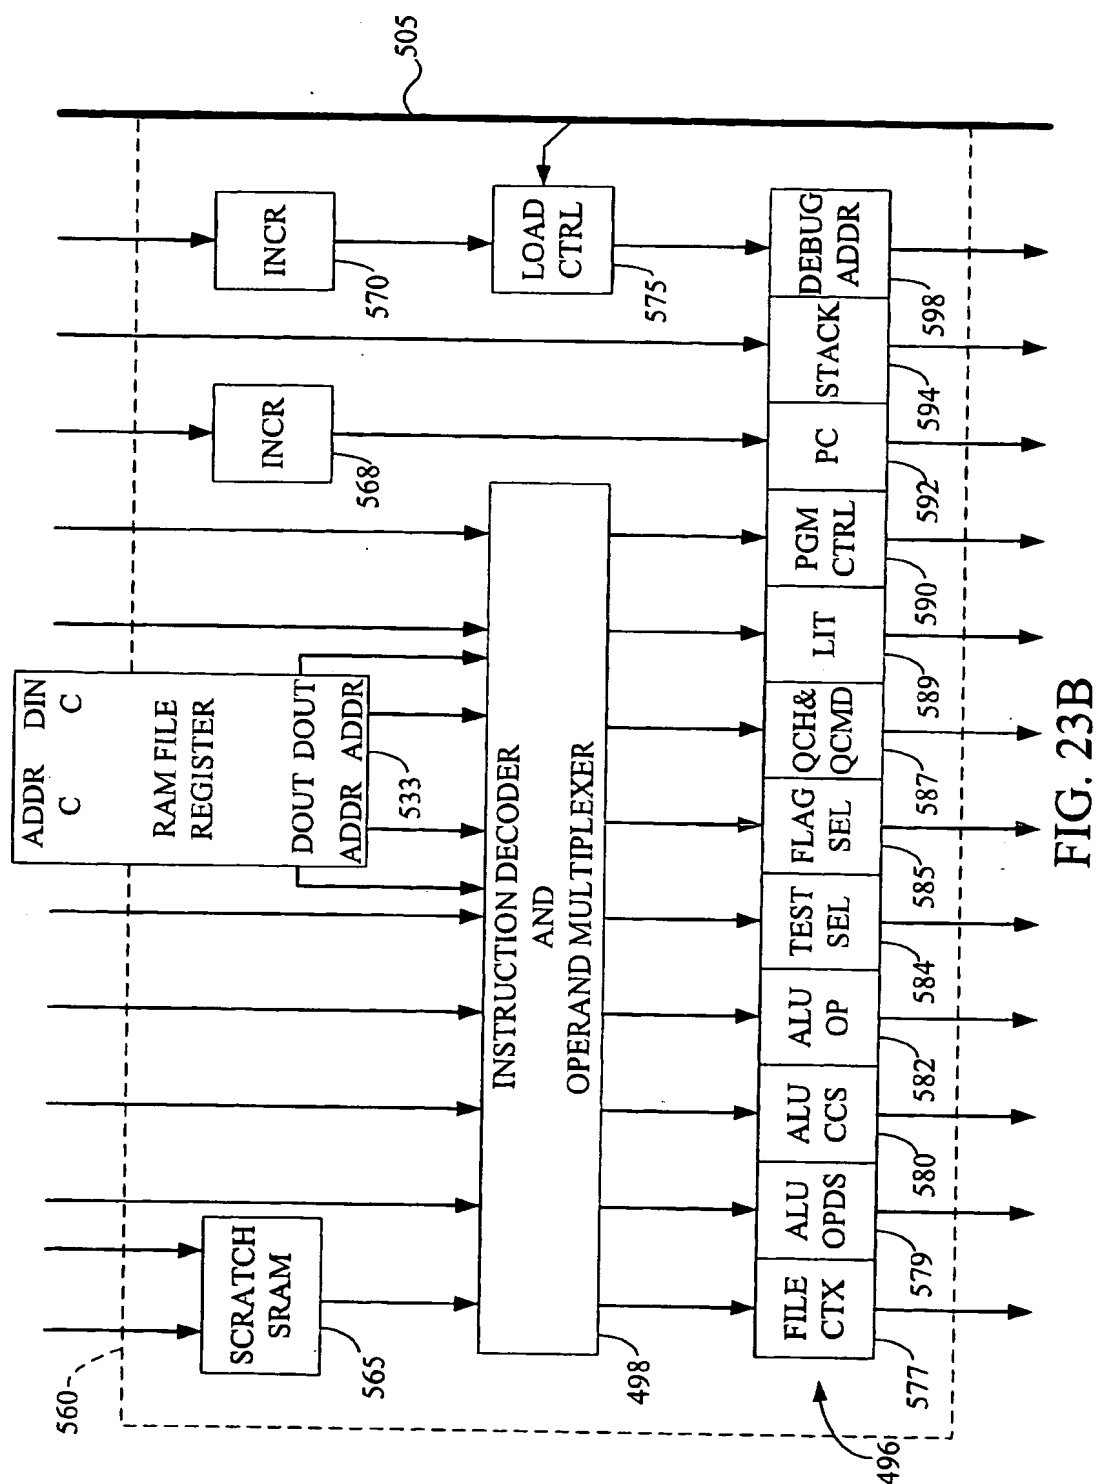 560
SCRATCH
SRAM
565
ADDR DIN
C C
RAM FILE
REGISTER
DOUT DOUT
ADDR ADDR
533
INCR
568
INCR
570
505
INSTRUCTION DECODER
AND
OPERAND MULTIPLEXER
498
LOAD
CTRL
575
496
FILE
CTX
577
ALU
OPDS
579
ALU
CCS
580
ALU
OP
582
TEST
SEL
584
FLAG
SEL
585
QCH&
QCMD
587
LIT
589
PGM
CTRL
590
PC
592
STACK
594
DEBUG
ADDR
598
FIG. 23B